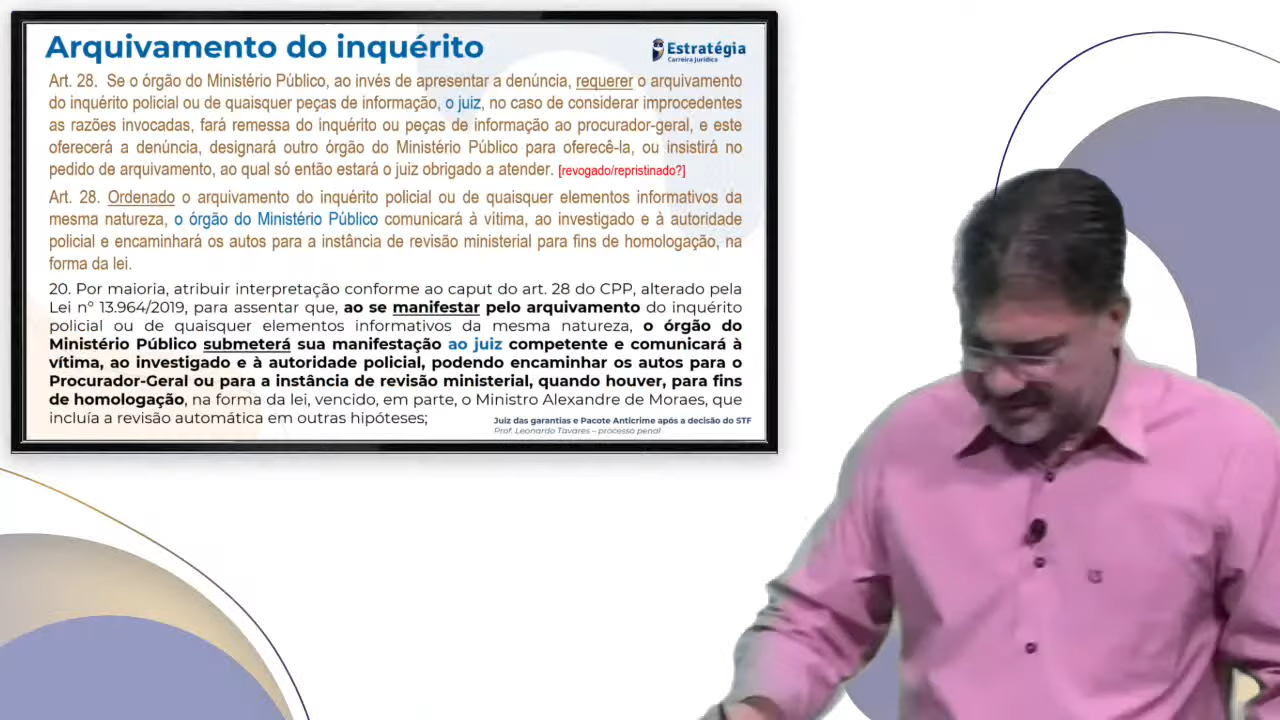 Arquivamento do inquérito
Estratégia
Carreira Jurídica
Art. 28. Se o órgão do Ministério Público, ao invés de apresentar a denúncia, requerer o arquivamento
do inquérito policial ou de quaisquer peças de informação, o juiz, no caso de considerar improcedentes
as razões invocadas, fará remessa do inquérito ou peças de informação ao procurador-geral, e este
oferecerá a denúncia, designará outro órgão do Ministério Público para oferecê-la, ou insistirá no
pedido de arquivamento, ao qual só então estará o juiz obrigado a atender. [revogado/repristinado?]
Art. 28. Ordenado o arquivamento do inquérito policial ou de quaisquer elementos informativos da
mesma natureza, o órgão do Ministério Público comunicará à vítima, ao investigado e à autoridade
policial e encaminhará os autos para a instância de revisão ministerial para fins de homologação, na
forma da lei.
20. Por maioria, atribuir interpretação conforme ao caput do art. 28 do CPP, alterado pela
Lei nº 13.964/2019, para assentar que, ao se manifestar pelo arquivamento do inquérito
policial ou de quaisquer elementos informativos da mesma natureza, o órgão do
Ministério Público submeterá sua manifestação ao juiz competente e comunicará à
vítima, ao investigado e à autoridade policial, podendo encaminhar os autos para o
Procurador-Geral ou para a instância de revisão ministerial, quando houver, para fins
de homologação, na forma da lei, vencido, em parte, o Ministro Alexandre de Moraes, que
incluía a revisão automática em outras hipóteses;
Juiz das garantias e Pacote Anticrime após a decisão do STF
Prof. Leonardo Tavares – processo penal